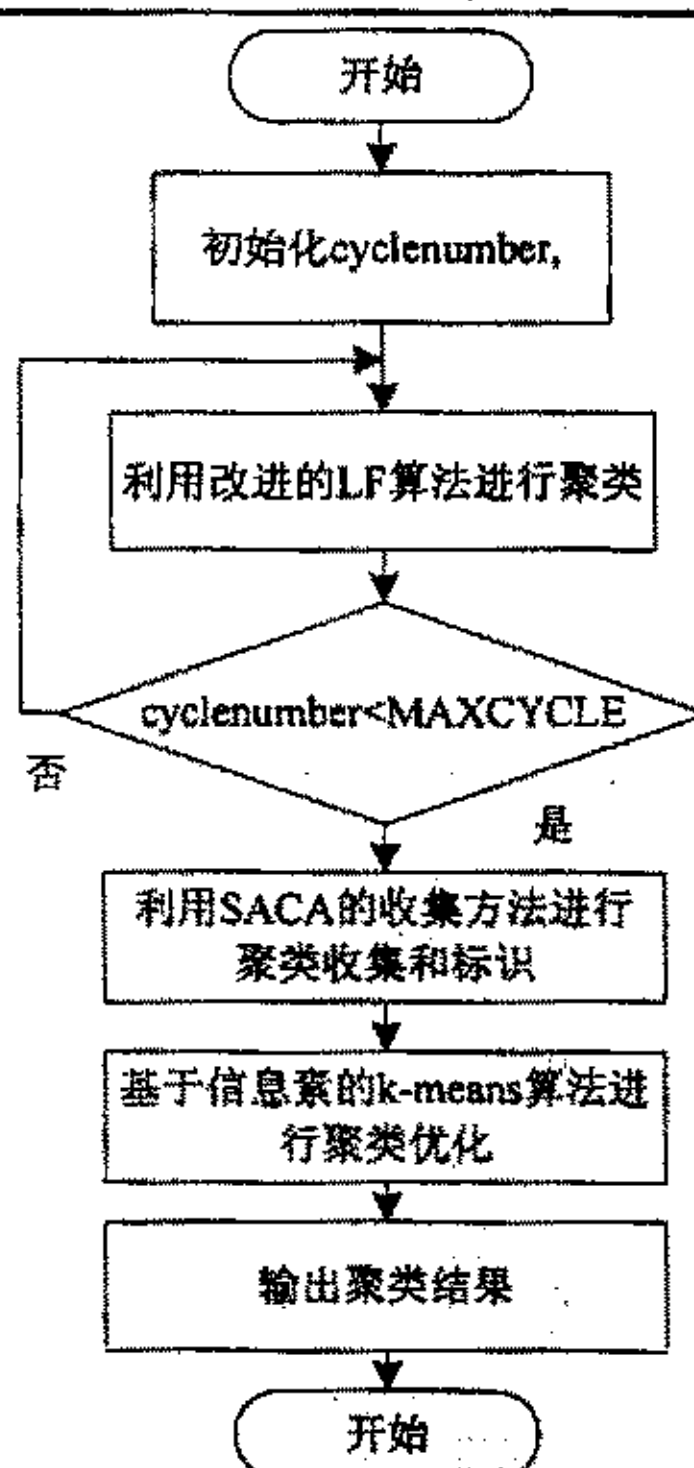 开始
初始化cyclenumber,
利用改进的LF算法进行聚类
cyclenumber<MAXCYCLE
否
是
利用SACA的收集方法进行
聚类收集和标识
基于信息素的k-means算法进
行聚类优化
输出聚类结果
开始